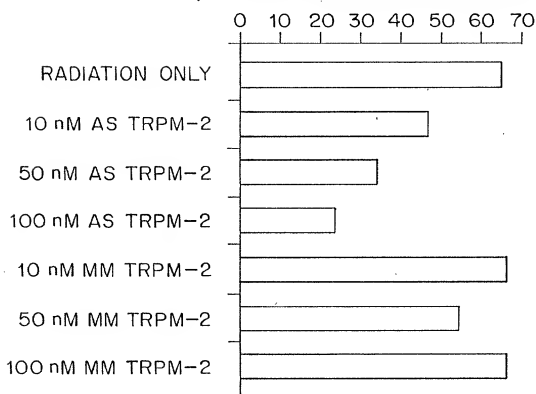 0 10 20 30 40 50 60 70
RADIATION ONLY
10 nM AS TRPM-2
50 nM AS TRPM-2
100 nM AS TRPM-2
10 nM MM TRPM-2
50 nM MM TRPM-2
100 nM MM TRPM-2